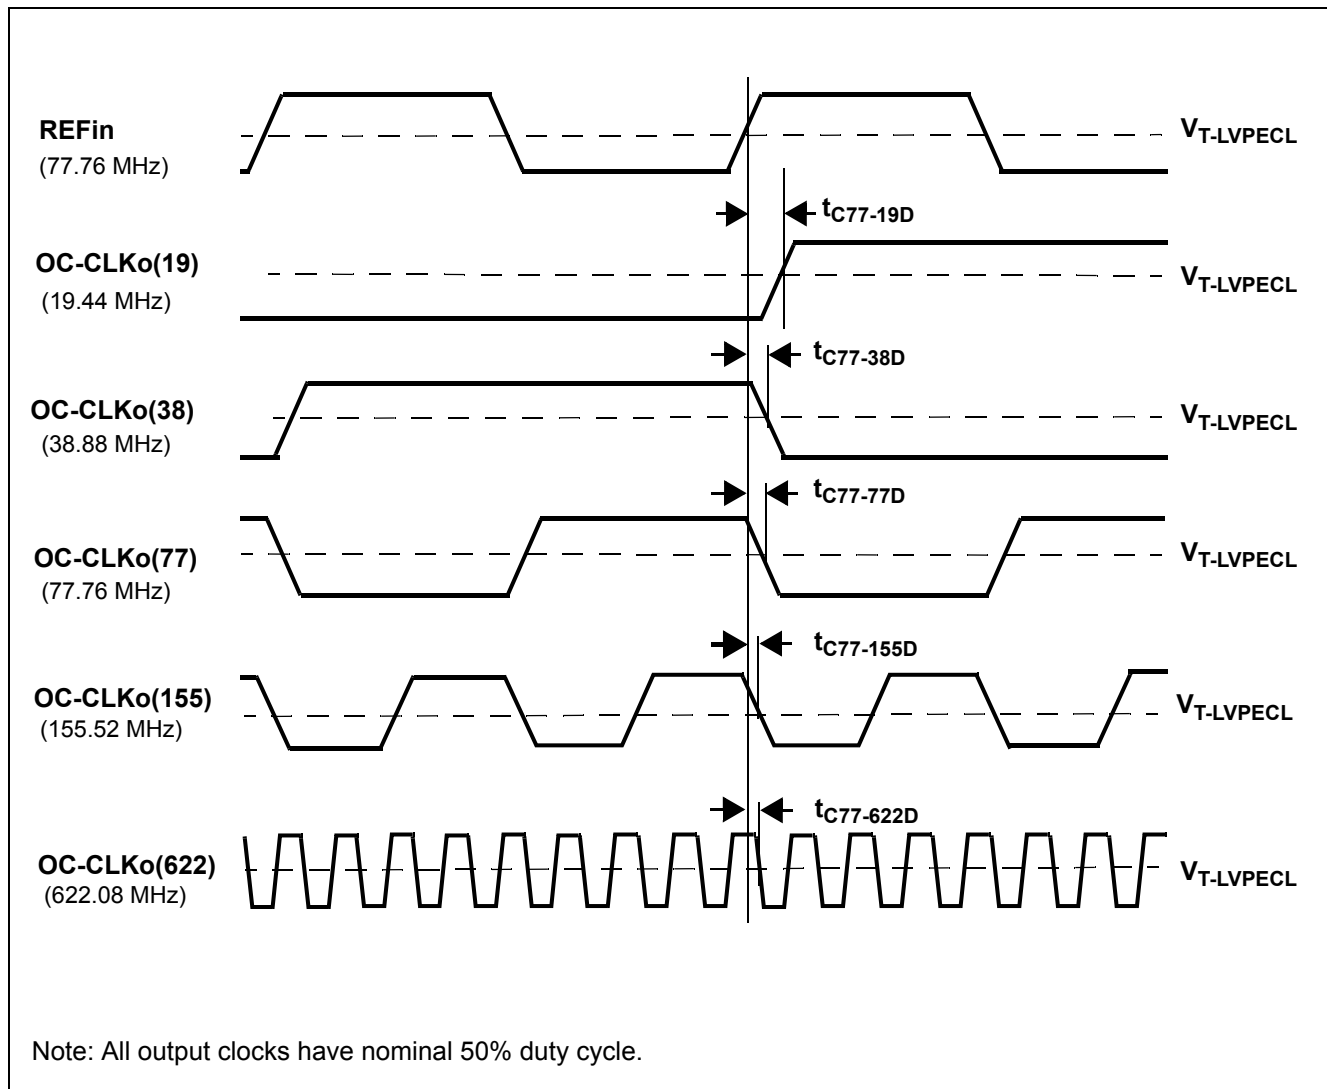 REFin
(77.76 MHz)
VT-LVPECL
tC77-19D
OC-CLKo(19)
(19.44 MHz)
VT-LVPECL
tC77-38D
OC-CLKo(38)
(38.88 MHz)
VT-LVPECL
tC77-77D
OC-CLKo(77)
(77.76 MHz)
VT-LVPECL
tC77-155D
OC-CLKo(155)
(155.52 MHz)
VT-LVPECL
tC77-622D
OC-CLKo(622)
(622.08 MHz)
VT-LVPECL
Note: All output clocks have nominal 50% duty cycle.